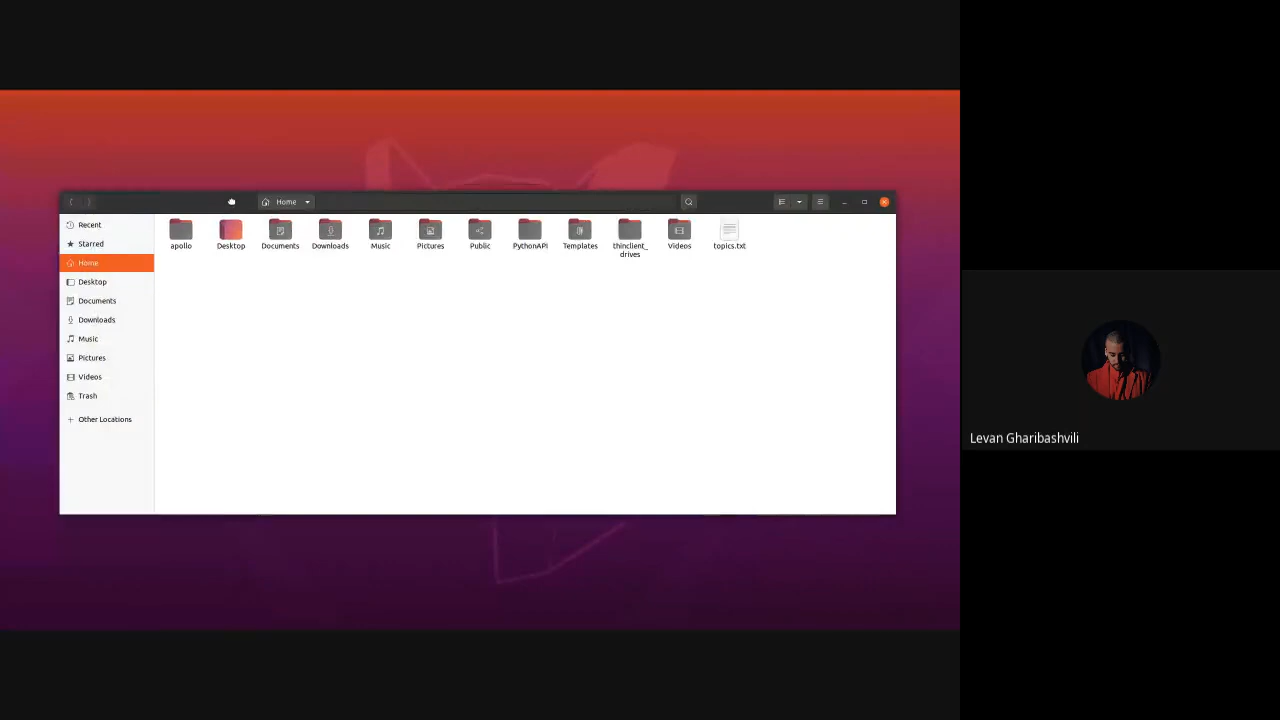 Home
Recent
Starred
Home
Desktop
Documents
Downloads
Music
Pictures
Videos
Trash
Other Locations
apollo
Desktop
Documents
Downloads
Music
Pictures
Public
PythonAPI
Templates
thinclient_
drives
Videos
topics.txt
Levan Gharibashvili